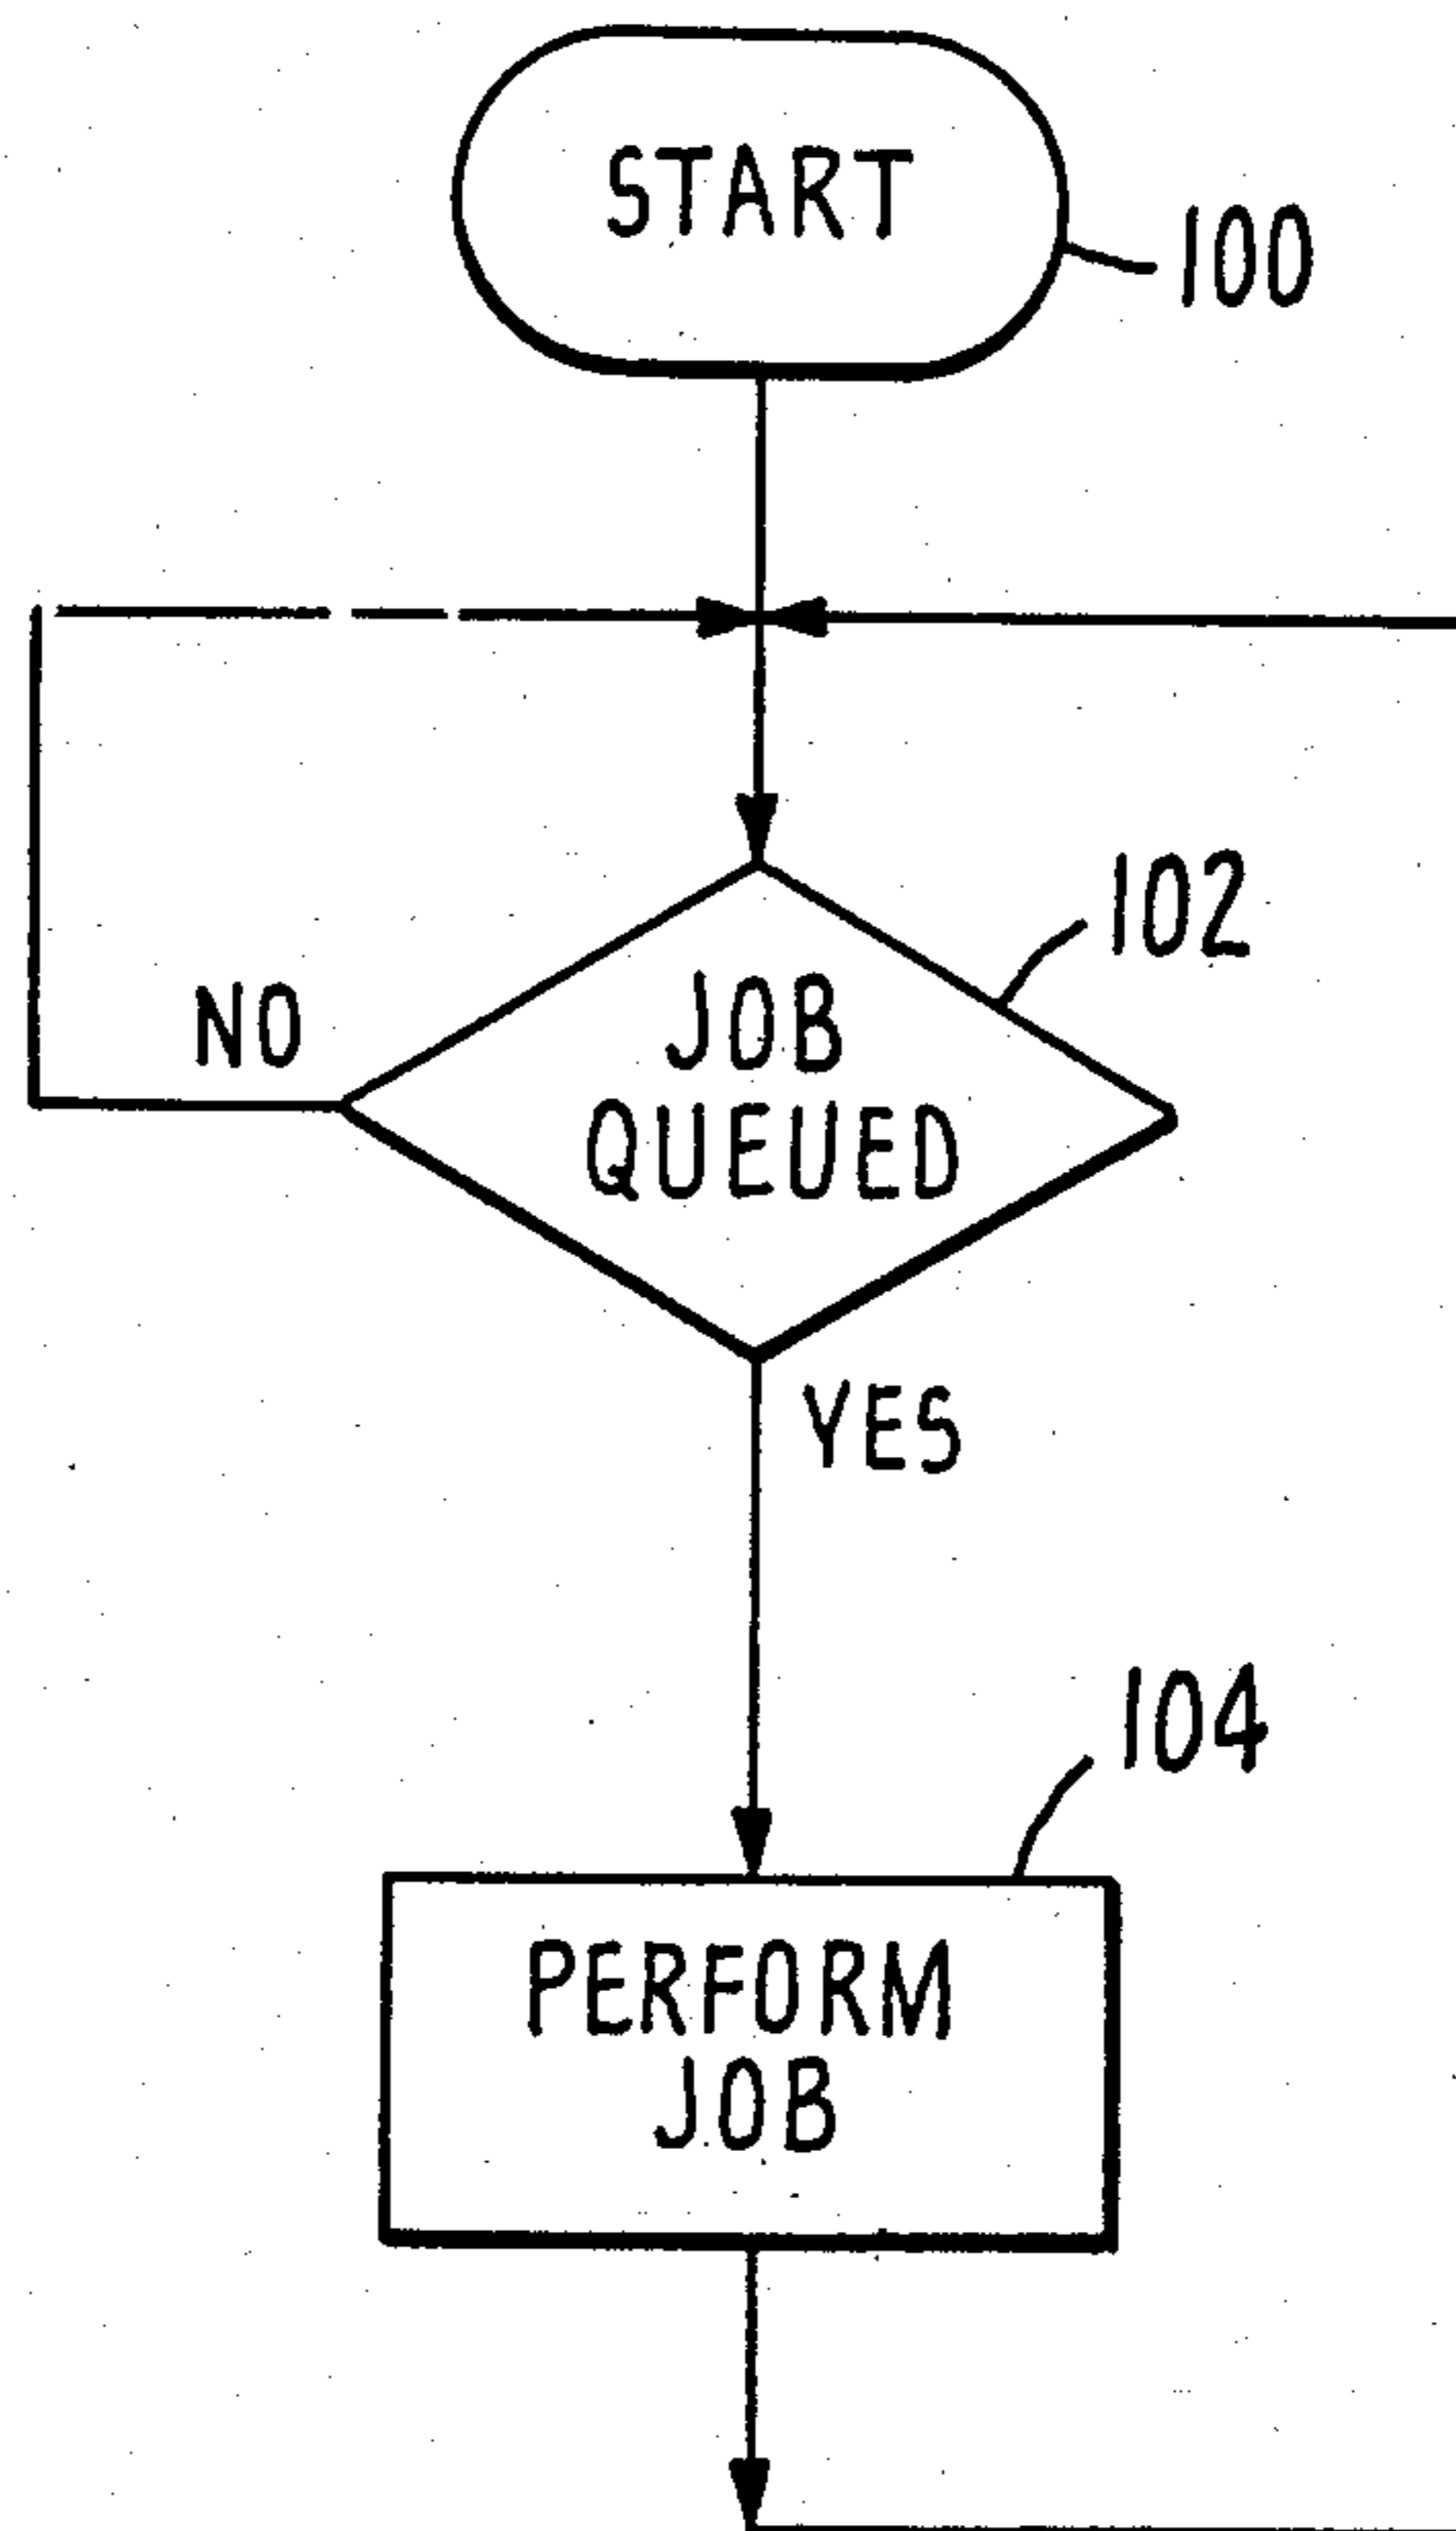 START
100
102
NO
JOB
QUEUED
YES
104
PERFORM
JOB